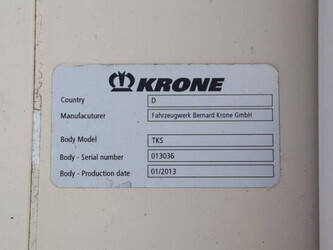 KRONE
Country D
Manufacuturer Fahrzeugwerk Bernard Krone GmbH
Body Model TKS
Body - Serial number 013036
Body - Production date 01/2013